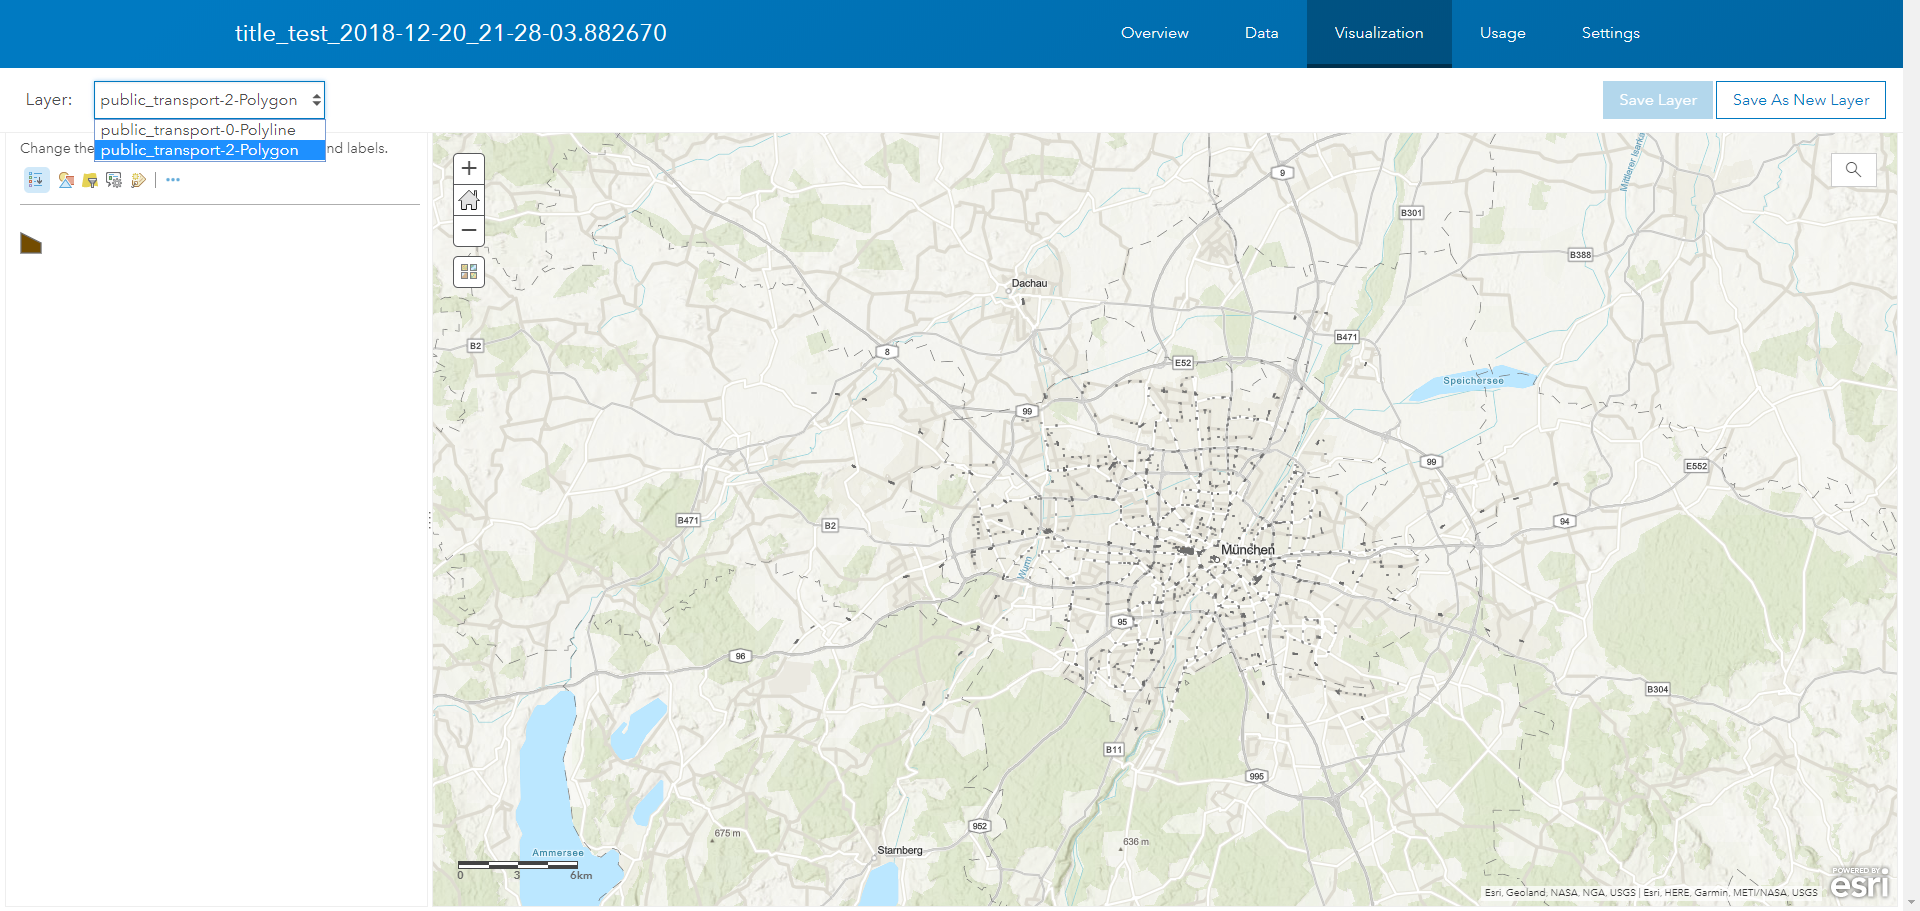 title_test_2018-12-20_21-28-03.882670
Overview
Data
Visualization
Usage
Settings
Layer:
public_transport-2-Polygon
Save Layer
Save As New Layer
public_transport-0-Polyline
public_transport-2-Polygon
Change the
nd labels.
Mittlerer Isarka
9
B301
B388
Dachau
B2
8
B471
E52
Speichersee
99
99
E552
B471
B2
94
München
Würm
95
96
B304
B11
995
952
675 m
636 m
Ammersee
Starnberg
0
3
6km
POWERED BY
esri
Esri, Geoland, NASA, NGA, USGS | Esri, HERE, Garmin, METI/NASA, USGS